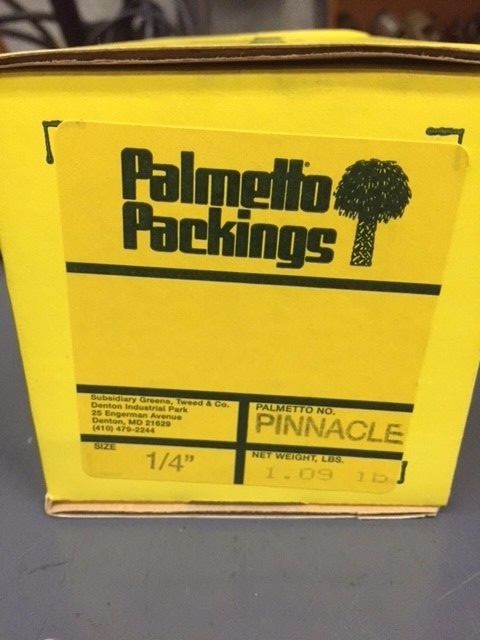 Palmetto
Packings
Subsidiary Greene, Tweed & Co.
Denton Industrial Park
25 Engerman Avenue
Denton, MD 21629
(410) 479-2244
PALMETTO NO.
PINNACLE
SIZE
1/4"
NET WEIGHT, LBS.
1.09 lb